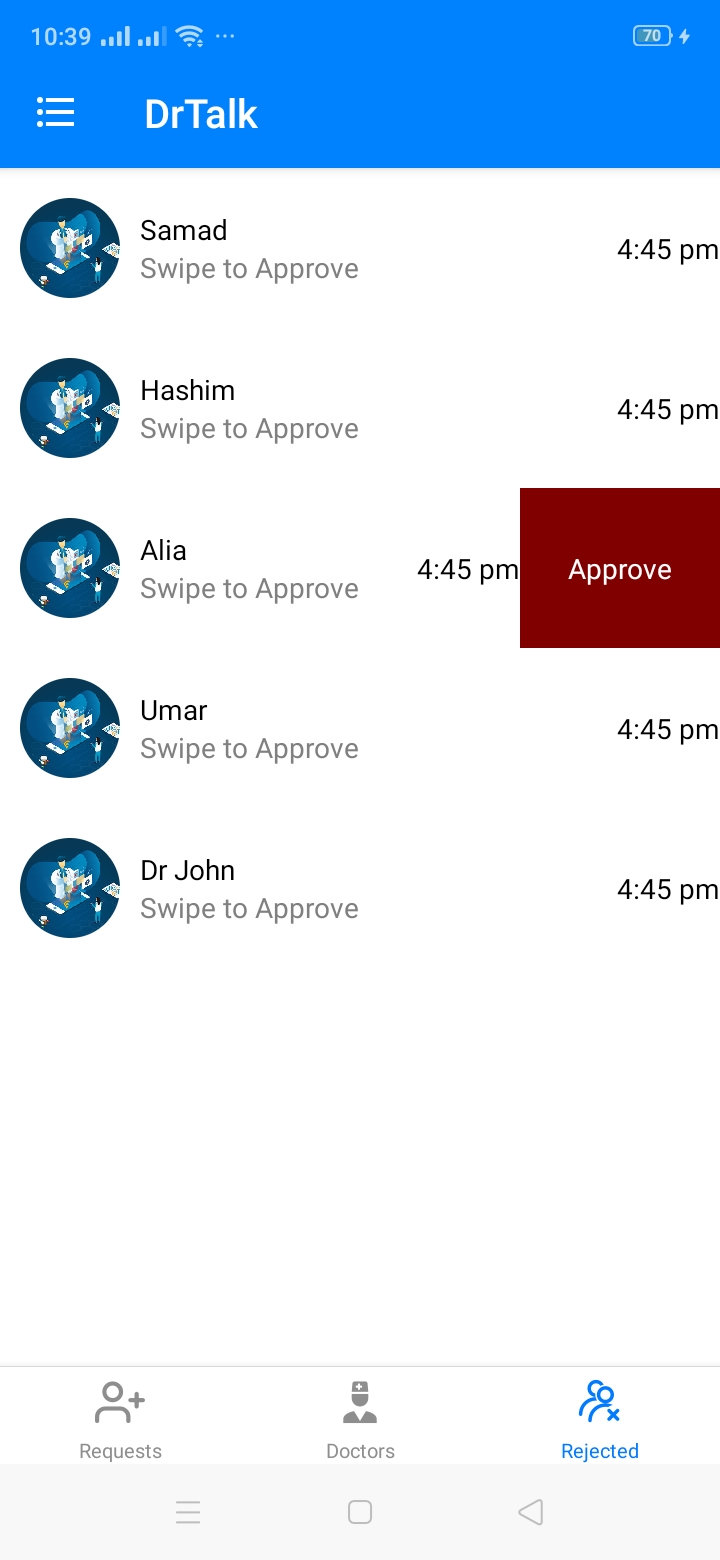 10:39 70
DrTalk
Samad
Swipe to Approve
4:45 pm
Hashim
Swipe to Approve
4:45 pm
Alia
Swipe to Approve
4:45 pm
Approve
Umar
Swipe to Approve
4:45 pm
Dr John
Swipe to Approve
4:45 pm
Requests Doctors Rejected